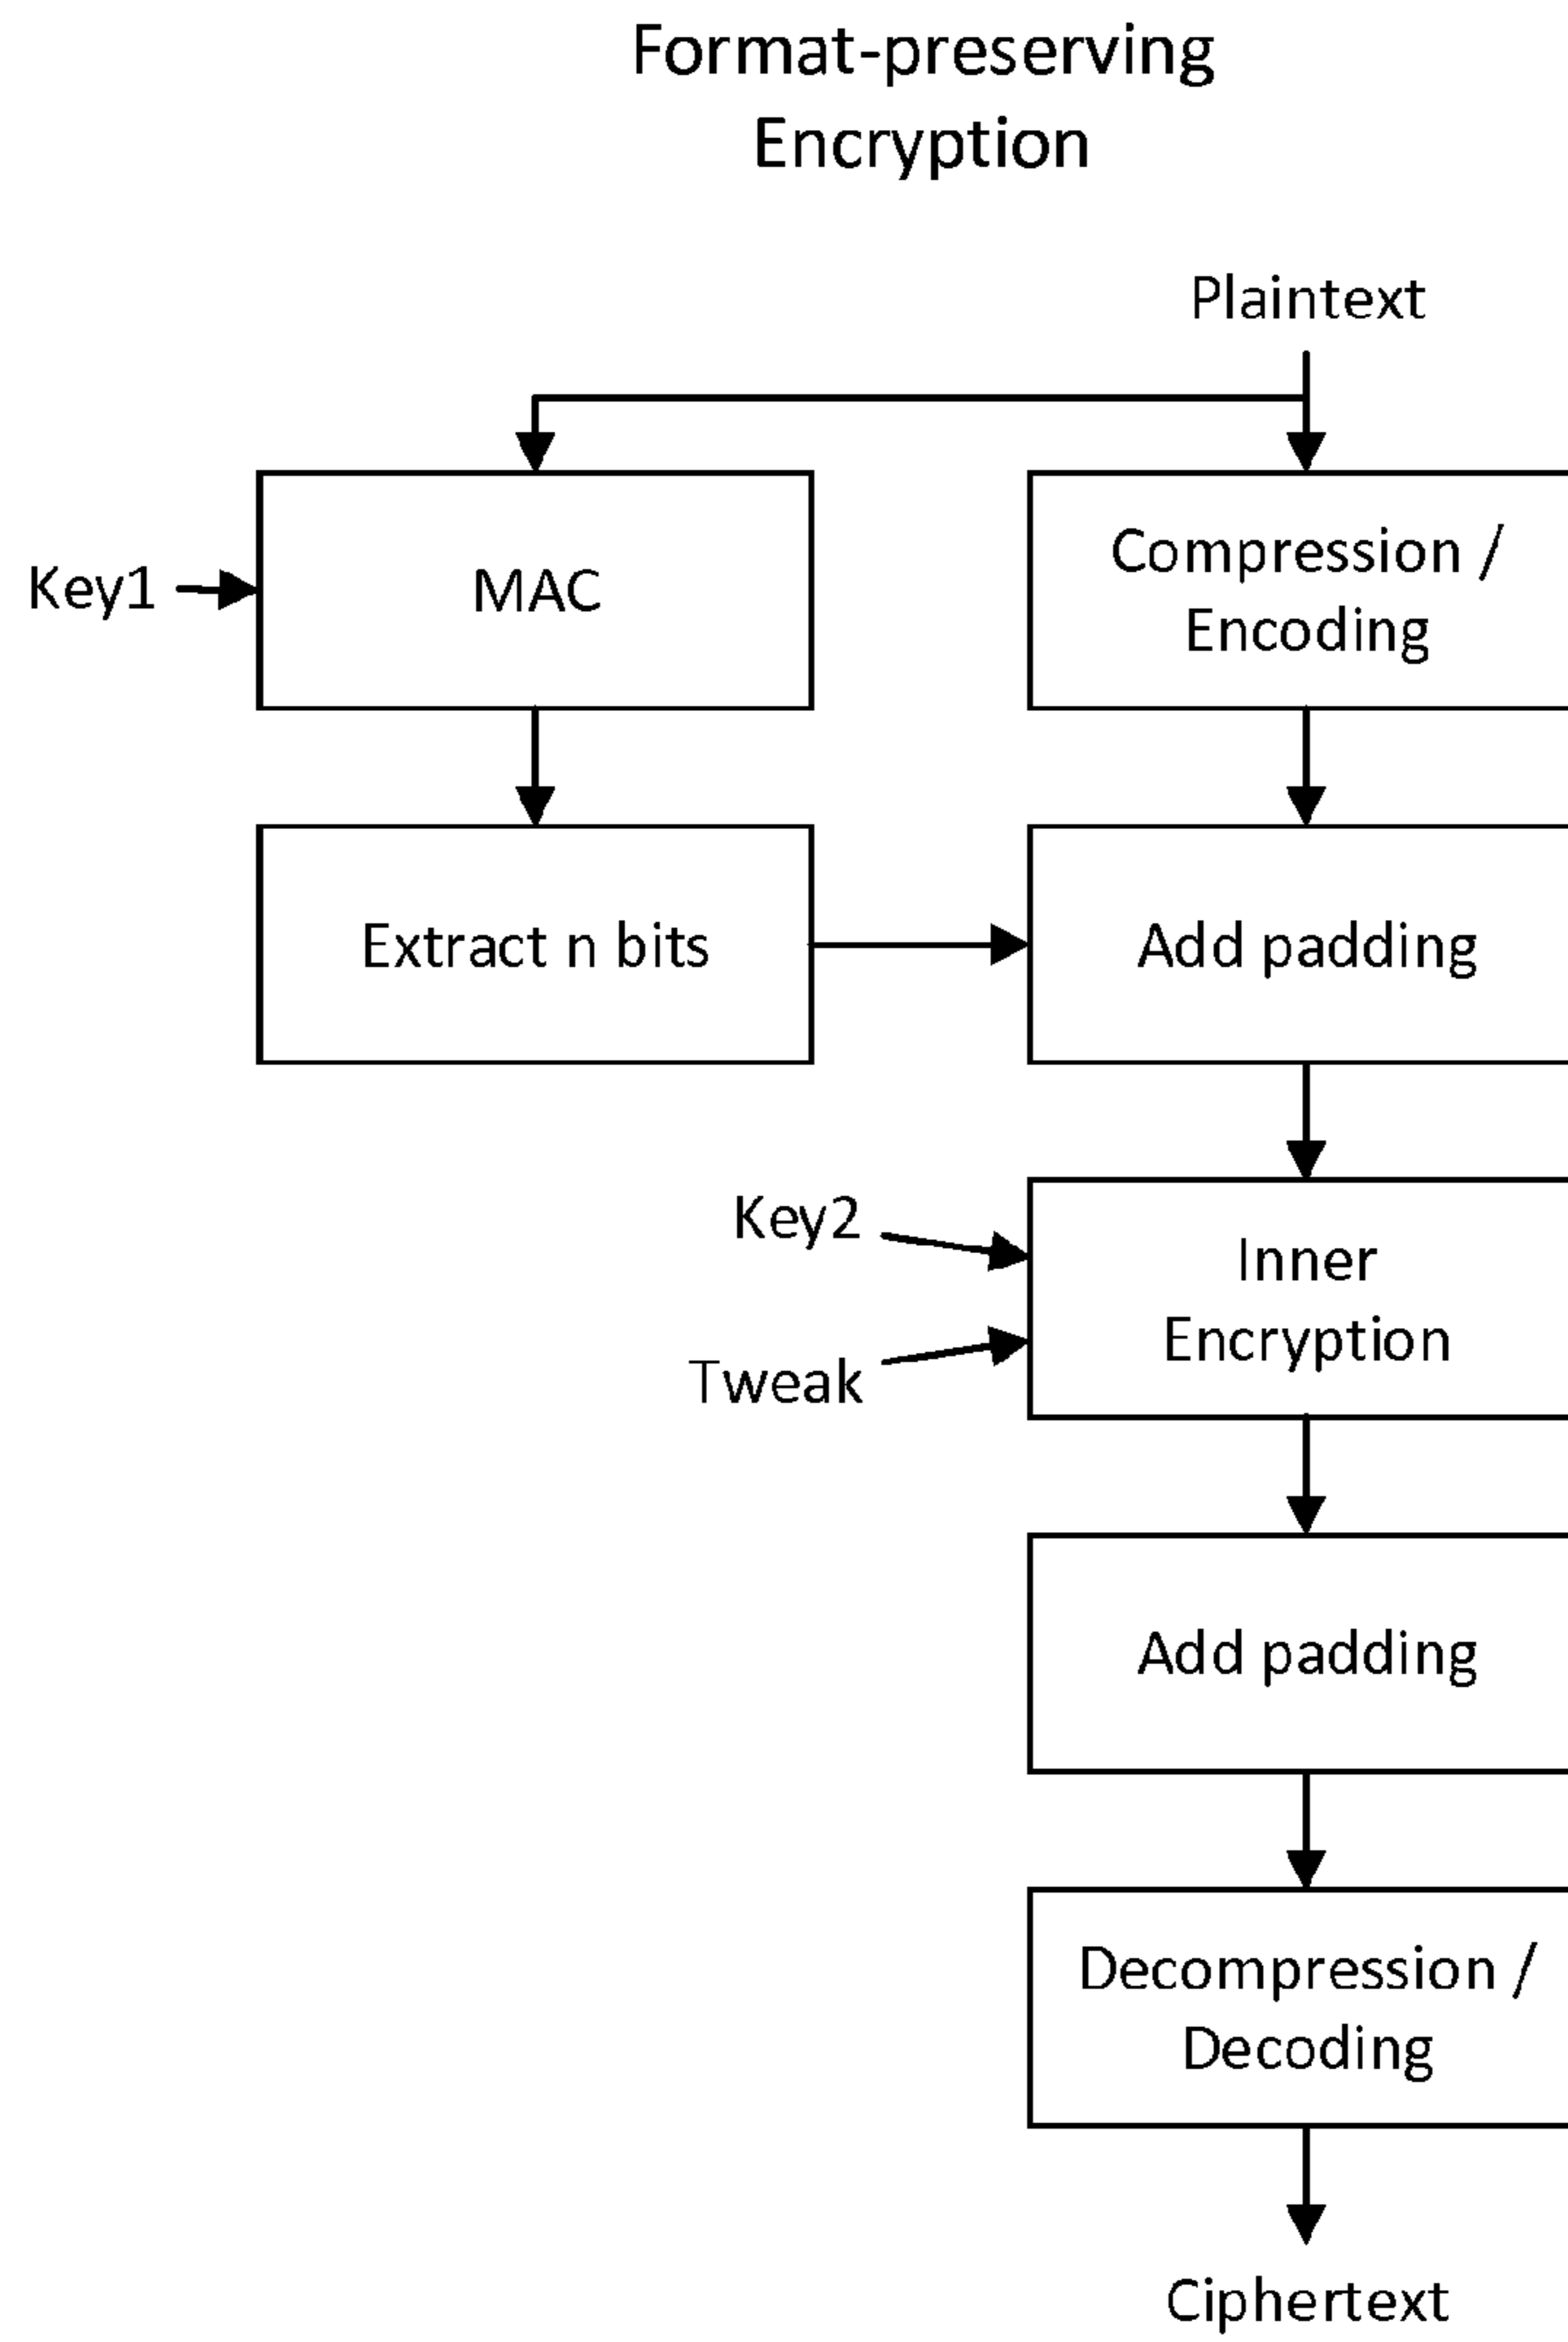 Format-preserving
Encryption
Plaintext
Key1
MAC
Compression /
Encoding
Extract n bits
Add padding
Key2
Tweak
Inner
Encryption
Add padding
Decompression /
Decoding
Ciphertext